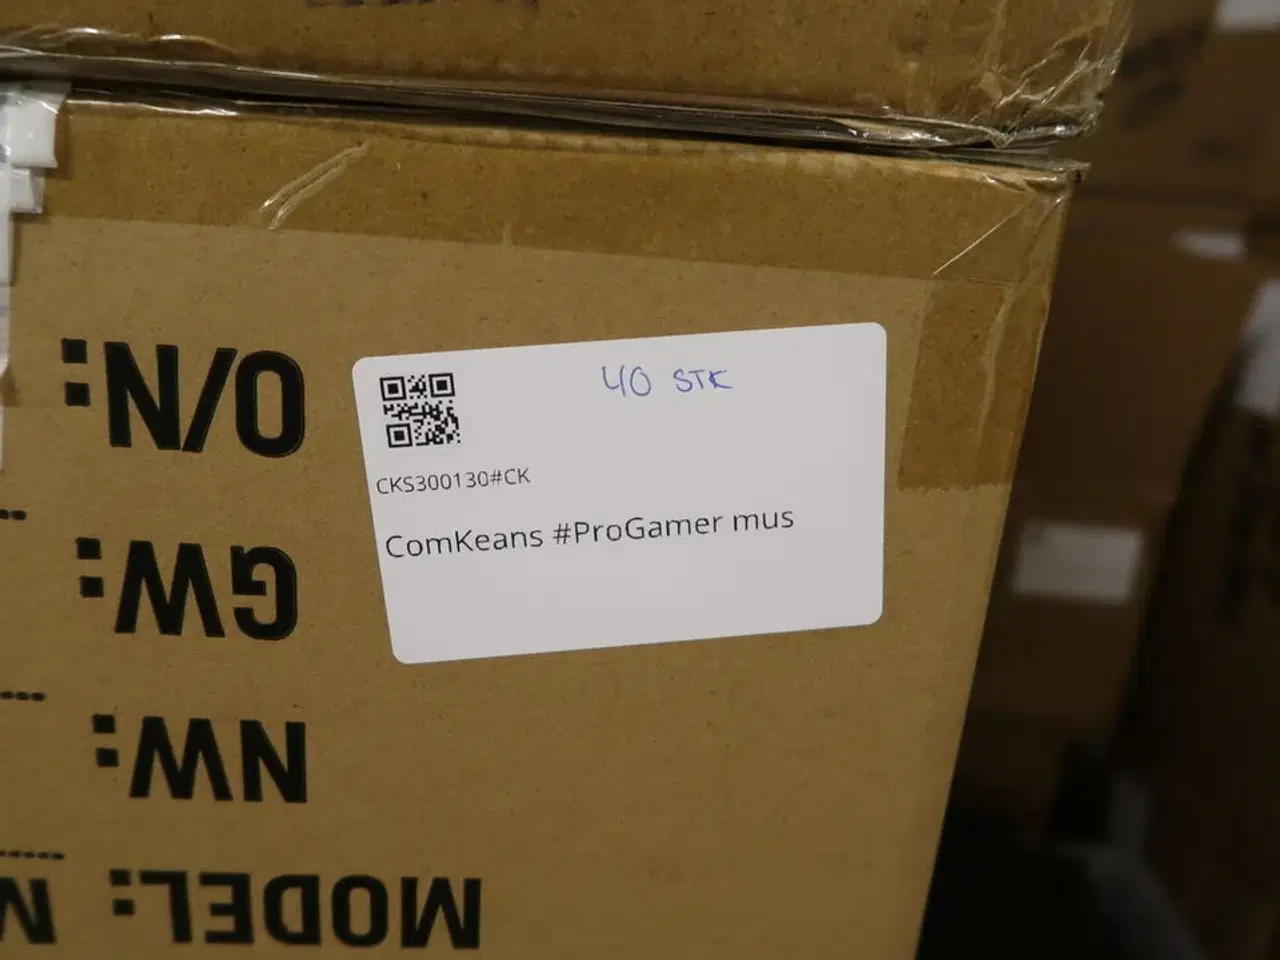 40 STK
CKS300130#CK
ComKeans #ProGamer mus
O/N:
GW:
NW:
MODEL: M